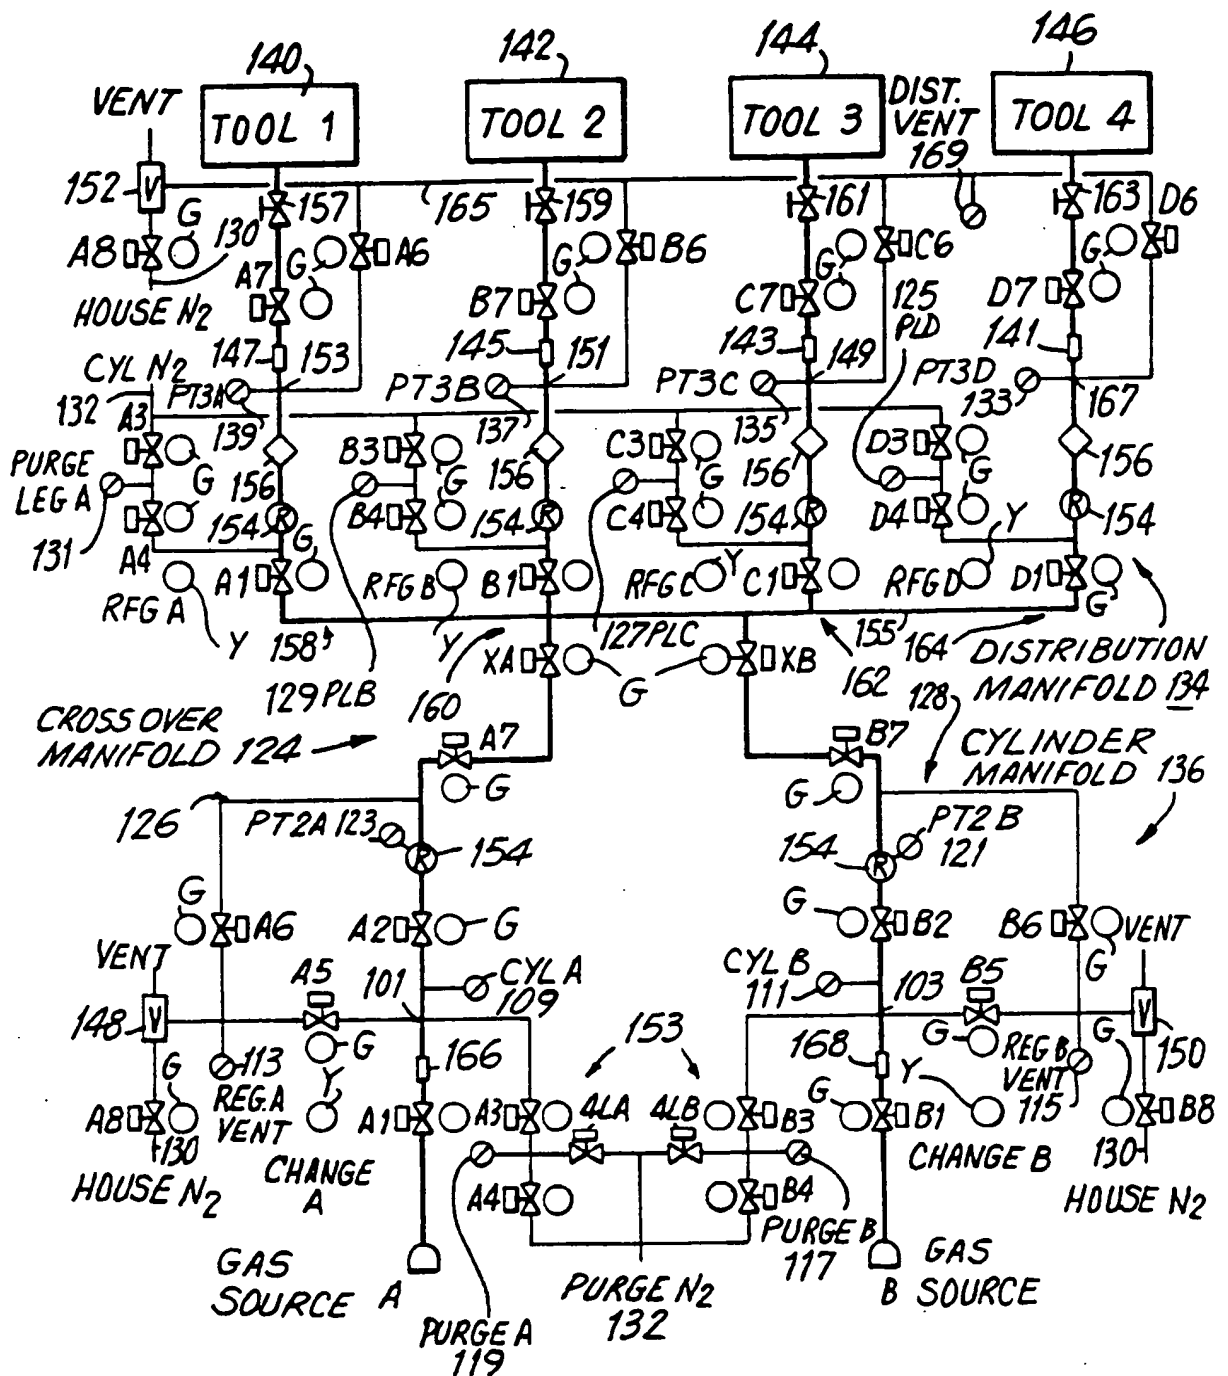 140
142
144
146
VENT
TOOL 1
TOOL 2
TOOL 3
DIST.
VENT
169
TOOL 4
152
V
157
165
159
161
163
D6
G
130
A8
A7
G
A6
G
B6
G
C6
G
HOUSE N2
B7
C7
125
PLD
D7
147
153
145
151
143
149
141
CYL N2
132
PT3A
PT3B
PT3C
PT3D
133
167
A3
139
137
135
G
B3
C3
D3
PURGE
LEG A
G
156
G
156
G
156
G
156
131
A4
154
R
B4
154
R
C4
154
R
D4
Y
R
154
G
RFG A
A1
RFG B
B1
RFG C
Y
C1
RFG D
D1
G
Y
158
Y
127 PLC
155
164
DISTRIBUTION
MANIFOLD 134
129 PLB
160
XA
G
XB
162
128
CROSS OVER
MANIFOLD 124
A7
B7
CYLINDER
MANIFOLD 136
G
G
126
PT2A 123
PT2B
121
R
154
154
R
G
A6
A2
G
G
B2
B6
G
VENT
VENT
A5
101
CYL A
109
CYL B
111
103
B5
148
V
113
G
166
153
168
G
G
V
150
G
REG.A
VENT
Y
Y
REG B
VENT
115
A8
130
A1
A3
4LA
4LB
B3
G
B1
B8
HOUSE N2
CHANGE
A
A4
B4
CHANGE B
130
HOUSE N2
PURGE B
117
GAS
SOURCE A
PURGE N2
132
GAS
B SOURCE
PURGE A
119